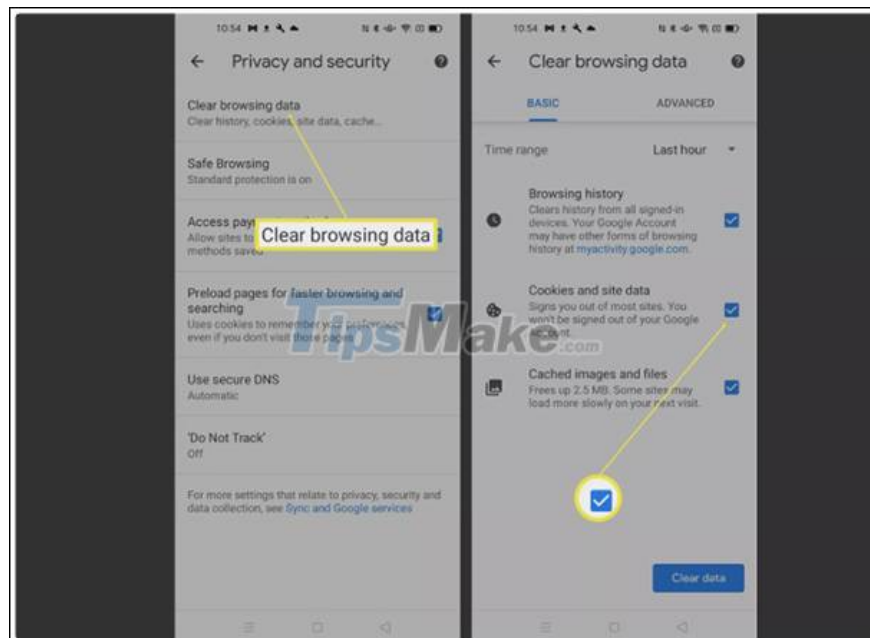 10:54
Privacy and security
Clear browsing data
Clear history, cookies, site data, cache...
Safe Browsing
Standard protection is on
Access pay
Allow sites to
methods saved
Clear browsing data
Preload pages for faster browsing and
searching
Uses cookies to remember your preferences,
even if you don't visit those pages
Use secure DNS
Automatic
'Do Not Track'
Off
For more settings that relate to privacy, security and
data collection, see Sync and Google services
10:54
Clear browsing data
BASIC
ADVANCED
Time range
Last hour
Browsing history
Clears history from all signed-in
devices. Your Google Account
may have other forms of browsing
history at myactivity.google.com.
Cookies and site data
Signs you out of most sites. You
won't be signed out of your Google
Account.
Cached images and files
Frees up 2.5 MB. Some sites may
load more slowly on your next visit.
Clear data
TipsMake.com